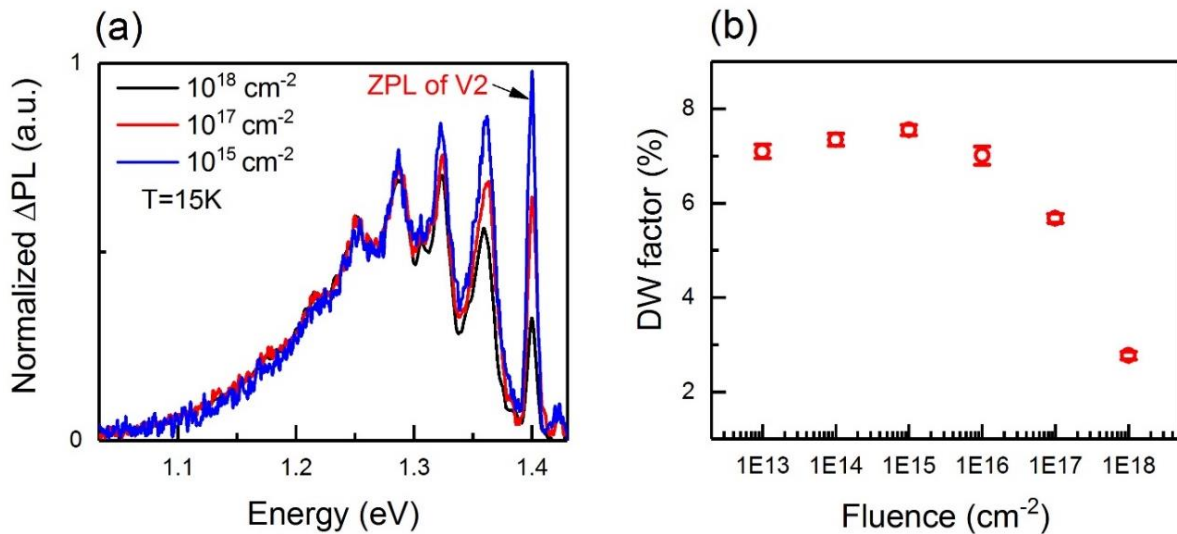 (a)
Normalized ΔPL (a.u.)
1
0
10¹⁸ cm⁻²
10¹⁷ cm⁻²
10¹⁵ cm⁻²
T=15K
ZPL of V2
1.1 1.2 1.3 1.4
Energy (eV)
(b)
DW factor (%)
8
6
4
2
1E13 1E14 1E15 1E16 1E17 1E18
Fluence (cm⁻²)